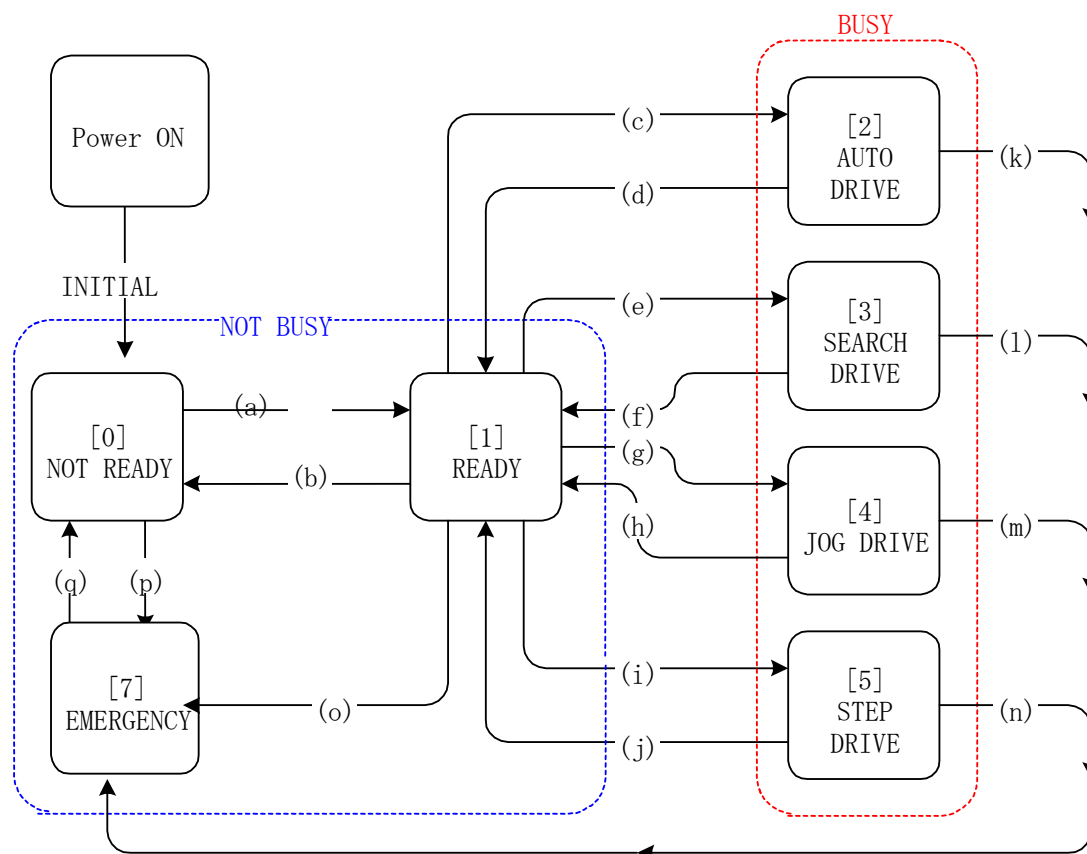 BUSY
Power ON
(c)
[2]
AUTO
DRIVE
(k)
(d)
INITIAL
NOT BUSY
(e)
[3]
SEARCH
DRIVE
(l)
(a)
(f)
[0]
NOT READY
[1]
READY
(g)
(b)
(h)
[4]
JOG DRIVE
(m)
(q)
(p)
[7]
EMERGENCY
(i)
[5]
STEP
DRIVE
(n)
(o)
(j)